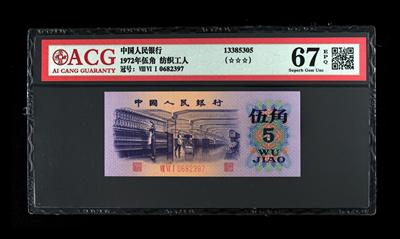 ACG
AI CANG GUARANTY
中国人民银行
1972年伍角 纺织工人
冠号: VIII VI I 0682397
13385305
(☆☆☆)
67 EPQ
Superb Gem Unc
中国人民银行
伍角
5
WU
JIAO
VIII VI I 0682397